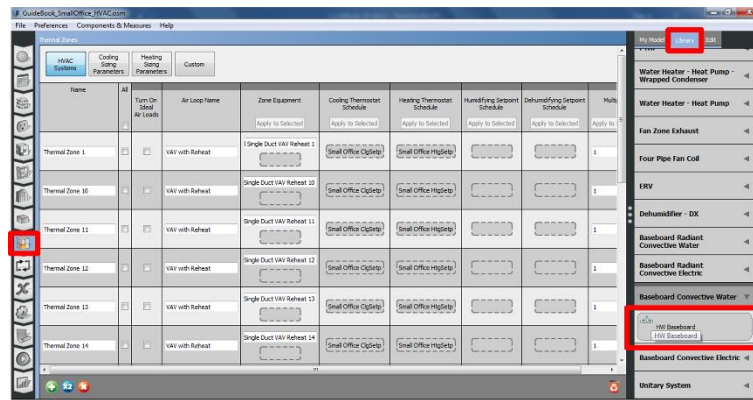 GuideBook_SmallOffice_HVAC.osm
File Preferences Components & Measures Help
Thermal Zones
My Model Library Edit
HVAC
Systems
Cooling
Sizing
Parameters
Heating
Sizing
Parameters
Custom
Name
All
Turn On
Ideal
Air Loads
Air Loop Name
Zone Equipment
Cooling Thermostat
Schedule
Heating Thermostat
Schedule
Humidifying Setpoint
Schedule
Dehumidifying Setpoint
Schedule
Multip
Apply to Selected Apply to Selected Apply to Selected Apply to Selected Apply to Selected Apply to
Thermal Zone 1 VAV with Reheat l Single Duct VAV Reheat 1 Small Office ClgSetp Small Office HtgSetp 1
Thermal Zone 10 VAV with Reheat Single Duct VAV Reheat 10 Small Office ClgSetp Small Office HtgSetp 1
Thermal Zone 11 VAV with Reheat Single Duct VAV Reheat 11 Small Office ClgSetp Small Office HtgSetp 1
Thermal Zone 12 VAV with Reheat Single Duct VAV Reheat 12 Small Office ClgSetp Small Office HtgSetp 1
Thermal Zone 13 VAV with Reheat Single Duct VAV Reheat 13 Small Office ClgSetp Small Office HtgSetp 1
Thermal Zone 14 VAV with Reheat Single Duct VAV Reheat 14 Small Office ClgSetp Small Office HtgSetp 1
x2
Water Heater - Heat Pump -
Wrapped Condenser
Water Heater - Heat Pump
Fan Zone Exhaust
Four Pipe Fan Coil
ERV
Dehumidifier - DX
Baseboard Radiant
Convective Water
Baseboard Radiant
Convective Electric
Baseboard Convective Water
HW Baseboard
HW Baseboard
Baseboard Convective Electric
Unitary System